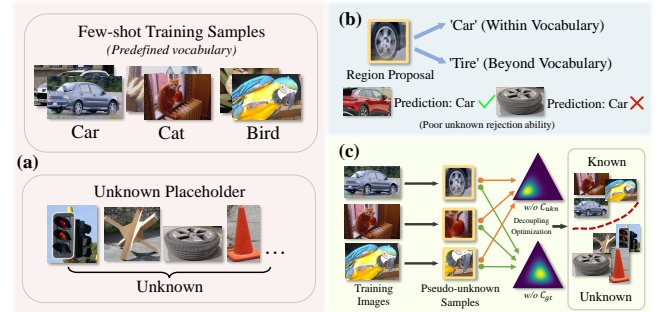 (a)
Few-shot Training Samples
(Predefined vocabulary)
Car Cat Bird
Unknown Placeholder
...
Unknown
(b)
'Car' (Within Vocabulary)
'Tire' (Beyond Vocabulary)
Region Proposal
Prediction: Car Prediction: Car
(Poor unknown rejection ability)
(c)
w/o C_ukn
Decoupling
Optimization
w/o C_gt
Training
Images
Pseudo-unknown
Samples
Known
Unknown